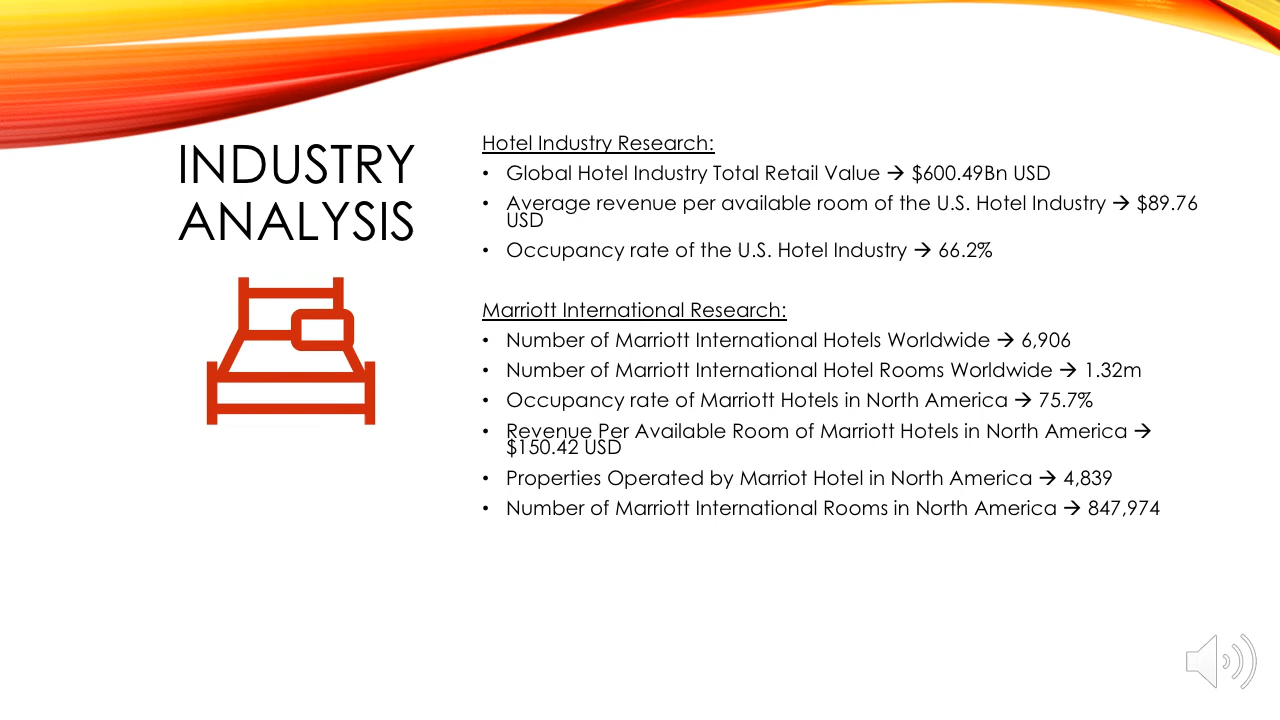 INDUSTRY
ANALYSIS
Hotel Industry Research:
• Global Hotel Industry Total Retail Value → $600.49Bn USD
• Average revenue per available room of the U.S. Hotel Industry → $89.76
USD
• Occupancy rate of the U.S. Hotel Industry → 66.2%
Marriott International Research:
• Number of Marriott International Hotels Worldwide → 6,906
• Number of Marriott International Hotel Rooms Worldwide → 1.32m
• Occupancy rate of Marriott Hotels in North America → 75.7%
• Revenue Per Available Room of Marriott Hotels in North America →
$150.42 USD
• Properties Operated by Marriot Hotel in North America → 4,839
• Number of Marriott International Rooms in North America → 847,974